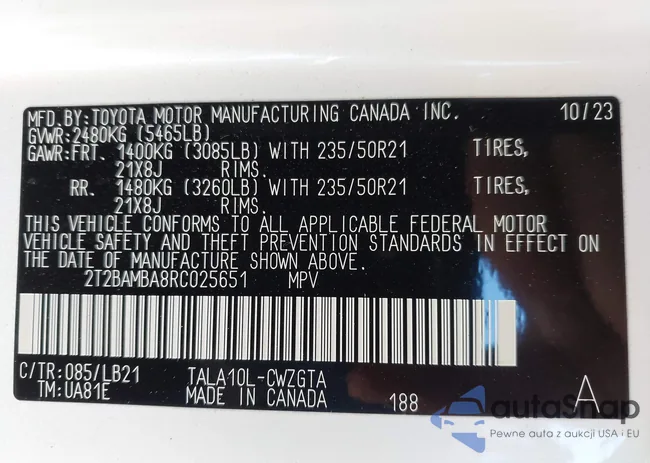 MFD.BY:TOYOTA MOTOR MANUFACTURING CANADA INC. 10/23
GVWR:2480KG (5465LB)
GAWR:FRT. 1400KG (3085LB) WITH 235/50R21 TIRES,
21X8J RIMS.
RR. 1480KG (3260LB) WITH 235/50R21 TIRES,
21X8J RIMS.
THIS VEHICLE CONFORMS TO ALL APPLICABLE FEDERAL MOTOR
VEHICLE SAFETY AND THEFT PREVENTION STANDARDS IN EFFECT ON
THE DATE OF MANUFACTURE SHOWN ABOVE.
2T2BAMBA8RC025651 MPV
C/TR:085/LB21 TALA10L-CWZGTA
TM:UA81E MADE IN CANADA 188 A
autoSnap
Pewne auta z aukcji USA i EU